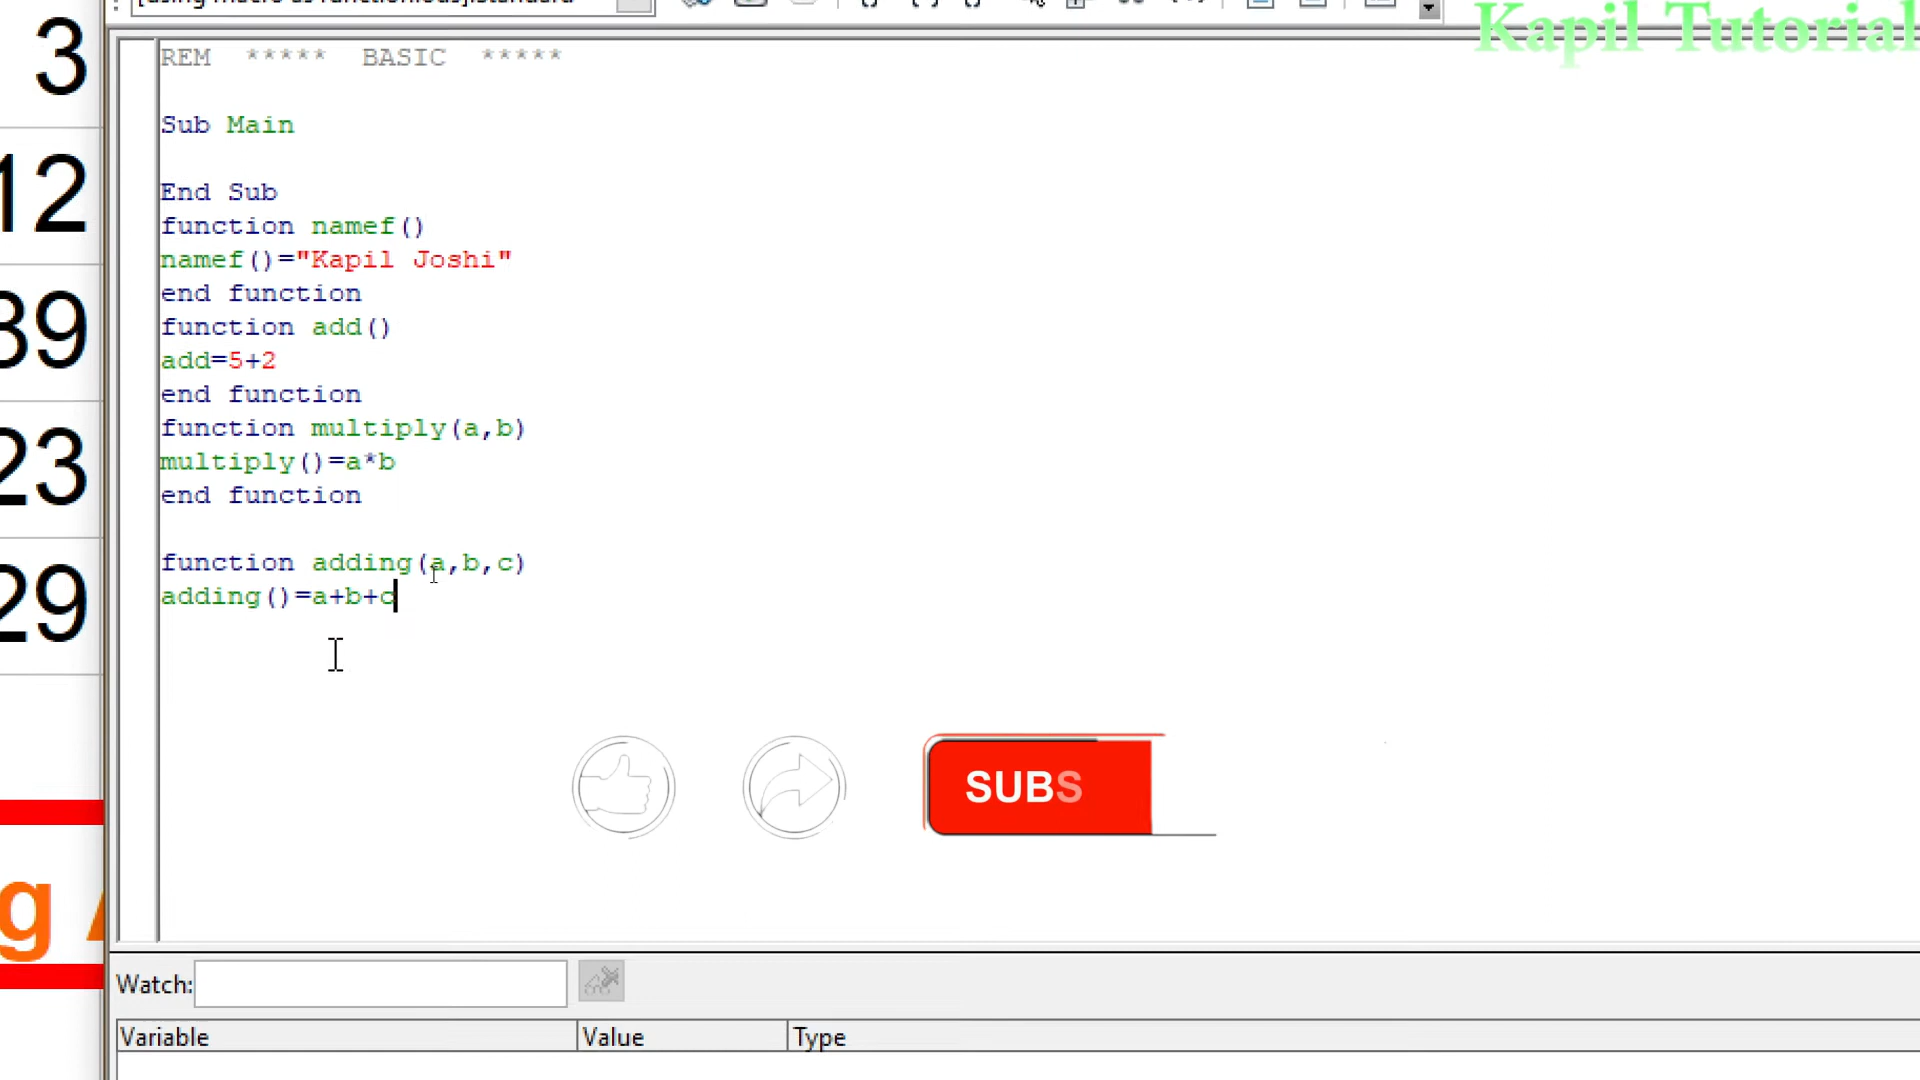 Kapil Tutorial
3
12
39
23
29
g
REM ***** BASIC *****
Sub Main
End Sub
function namef()
namef()="Kapil Joshi"
end function
function add()
add=5+2
end function
function multiply(a,b)
multiply()=a*b
end function
function adding(a,b,c)
adding()=a+b+c
SUBS
Watch:
Variable Value Type